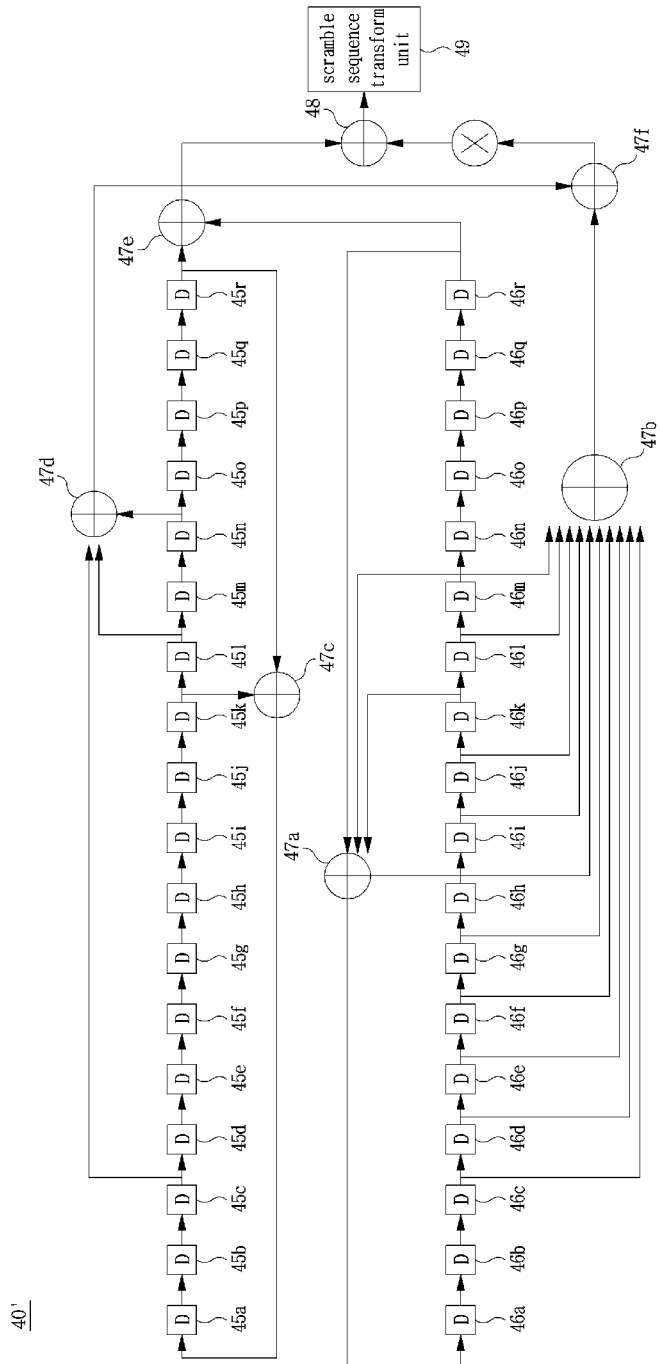 40'
scramble
sequence
transform
unit
49
48
47f
47e
47d
D D D D D D D D D D D D D D D D D D
45a 45b 45c 45d 45e 45f 45g 45h 45i 45j 45k 45l 45m 45n 45o 45p 45q 45r
47c
47a
D D D D D D D D D D D D D D D D D D
46a 46b 46c 46d 46e 46f 46g 46h 46i 46j 46k 46l 46m 46n 46o 46p 46q 46r
47b